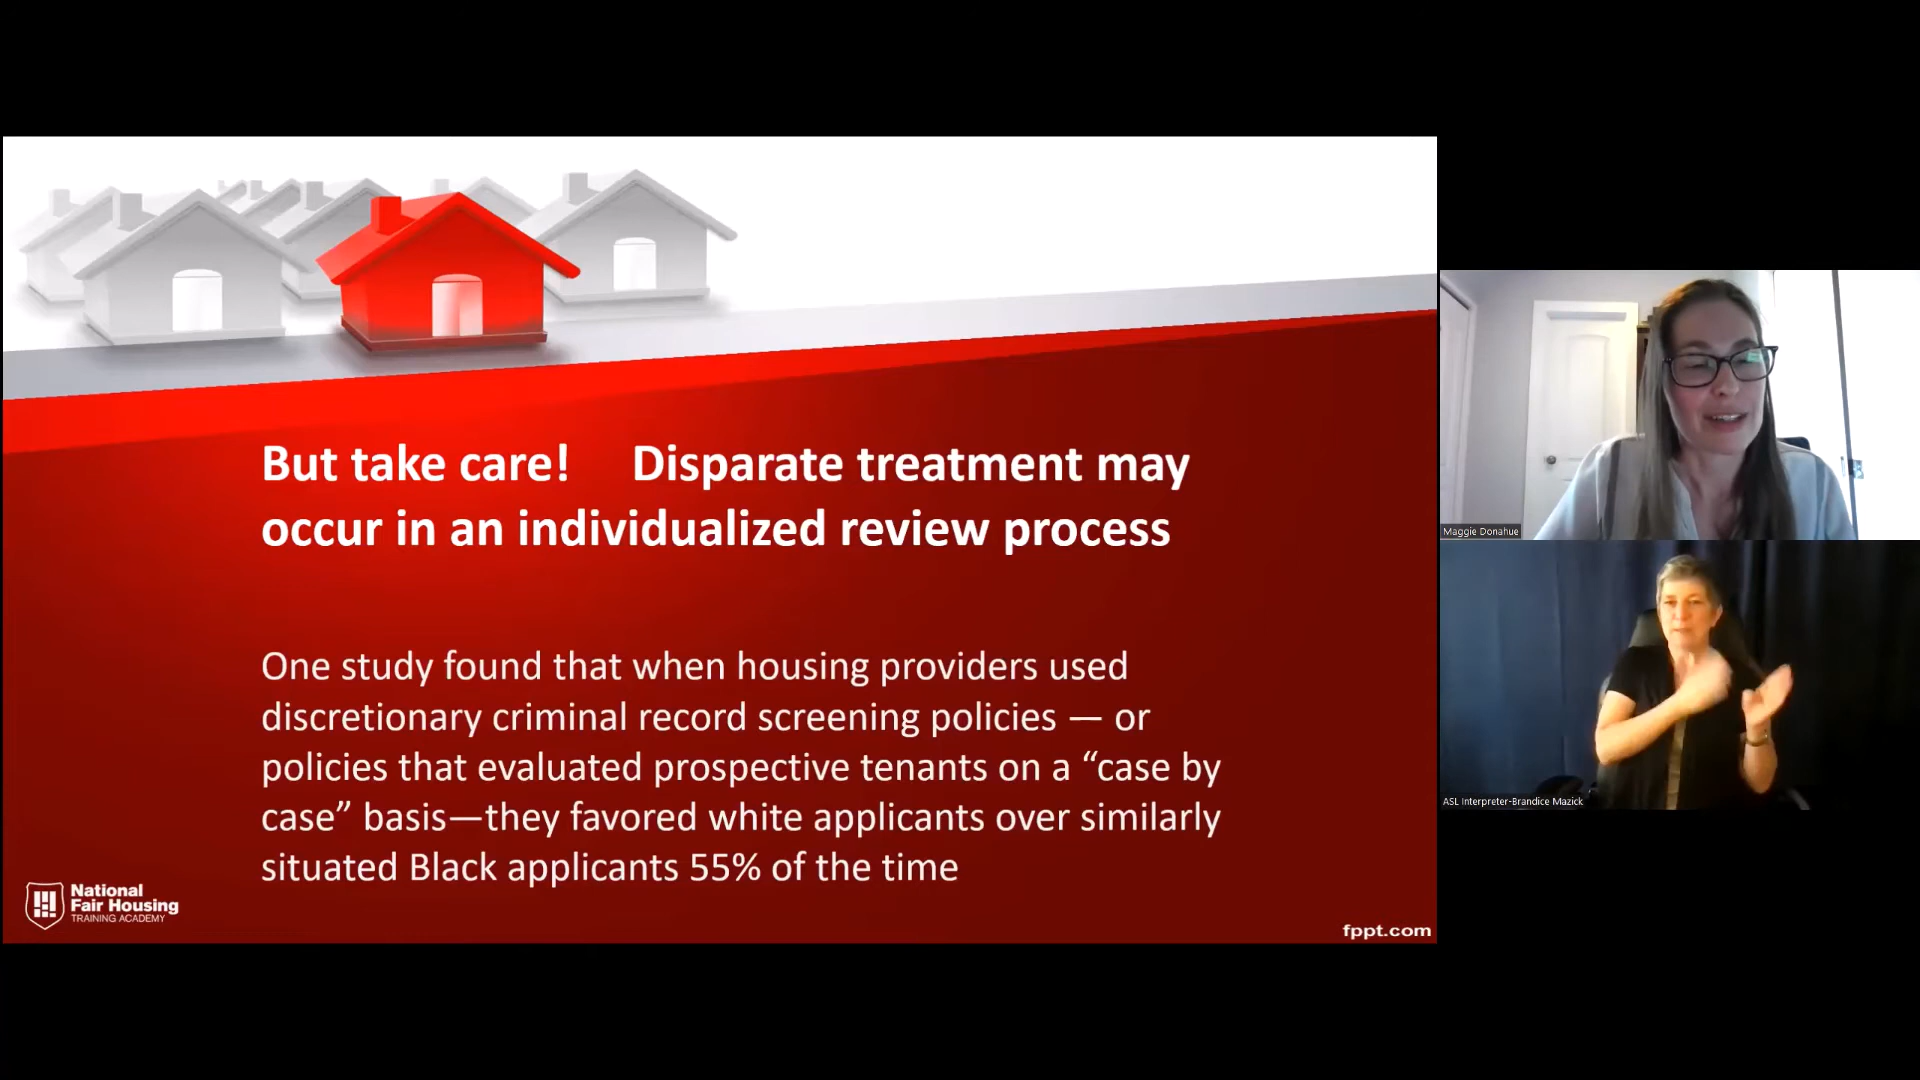 But take care! Disparate treatment may
occur in an individualized review process
One study found that when housing providers used
discretionary criminal record screening policies — or
policies that evaluated prospective tenants on a “case by
case” basis—they favored white applicants over similarly
situated Black applicants 55% of the time
National
Fair Housing
TRAINING ACADEMY
fppt.com
Maggie Donahue
ASL Interpreter-Brandice Mazick